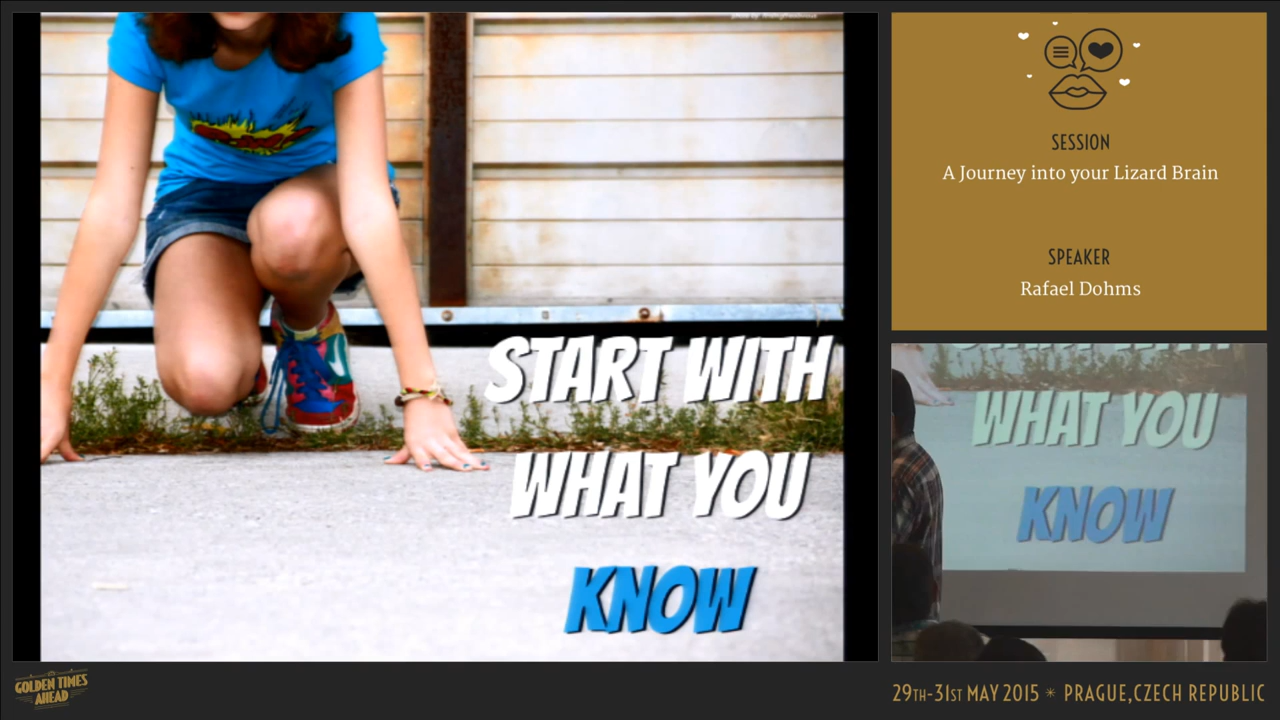 START WITH
WHAT YOU
KNOW
SESSION
A Journey into your Lizard Brain
SPEAKER
Rafael Dohms
WHAT YOU
KNOW
GOLDEN TIMES
AHEAD
29TH-31ST MAY 2015 * PRAGUE,CZECH REPUBLIC